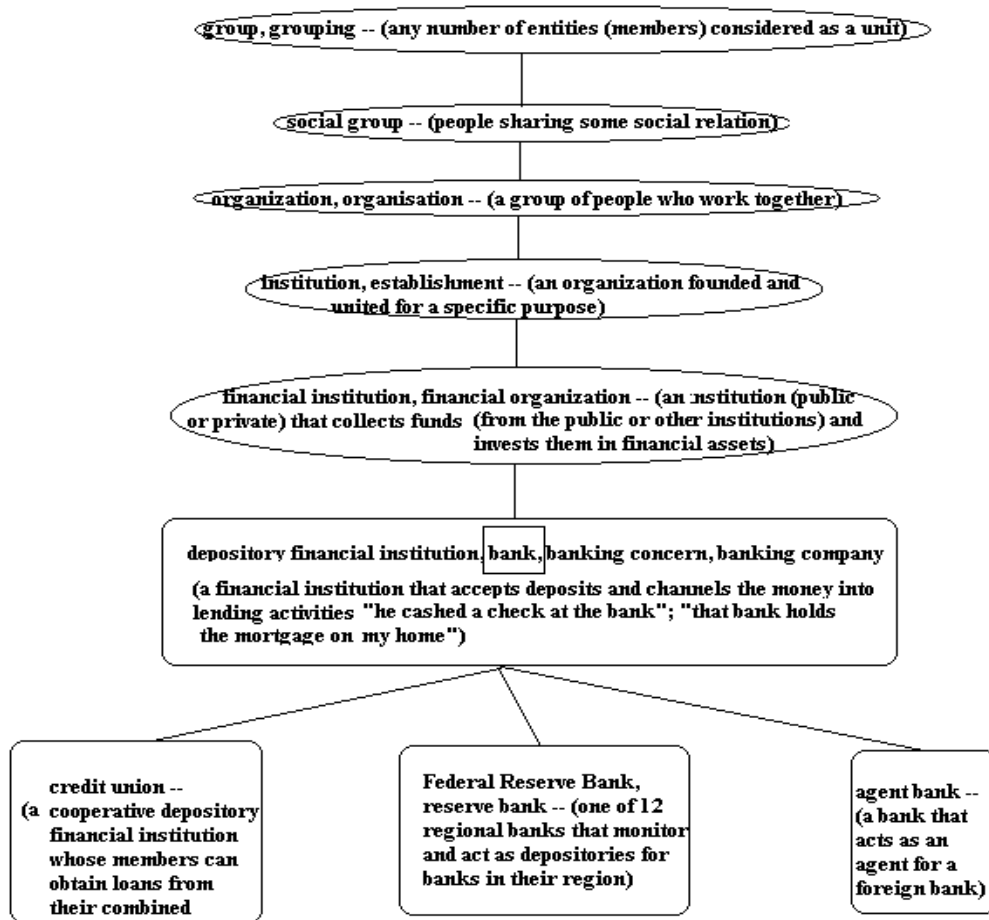 group, grouping -- (any number of entities (members) considered as a unit)
social group -- (people sharing some social relation)
organization, organisation -- (a group of people who work together)
institution, establishment -- (an organization founded and
united for a specific purpose)
financial institution, financial organization -- (an institution (public
or private) that collects funds (from the public or other institutions) and
invests them in financial assets)
depository financial institution, bank, banking concern, banking company
(a financial institution that accepts deposits and channels the money into
lending activities "he cashed a check at the bank"; "that bank holds
the mortgage on my home")
credit union --
(a cooperative depository
financial institution
whose members can
obtain loans from
their combined
Federal Reserve Bank,
reserve bank -- (one of 12
regional banks that monitor
and act as depositories for
banks in their region)
agent bank --
(a bank that
acts as an
agent for a
foreign bank)